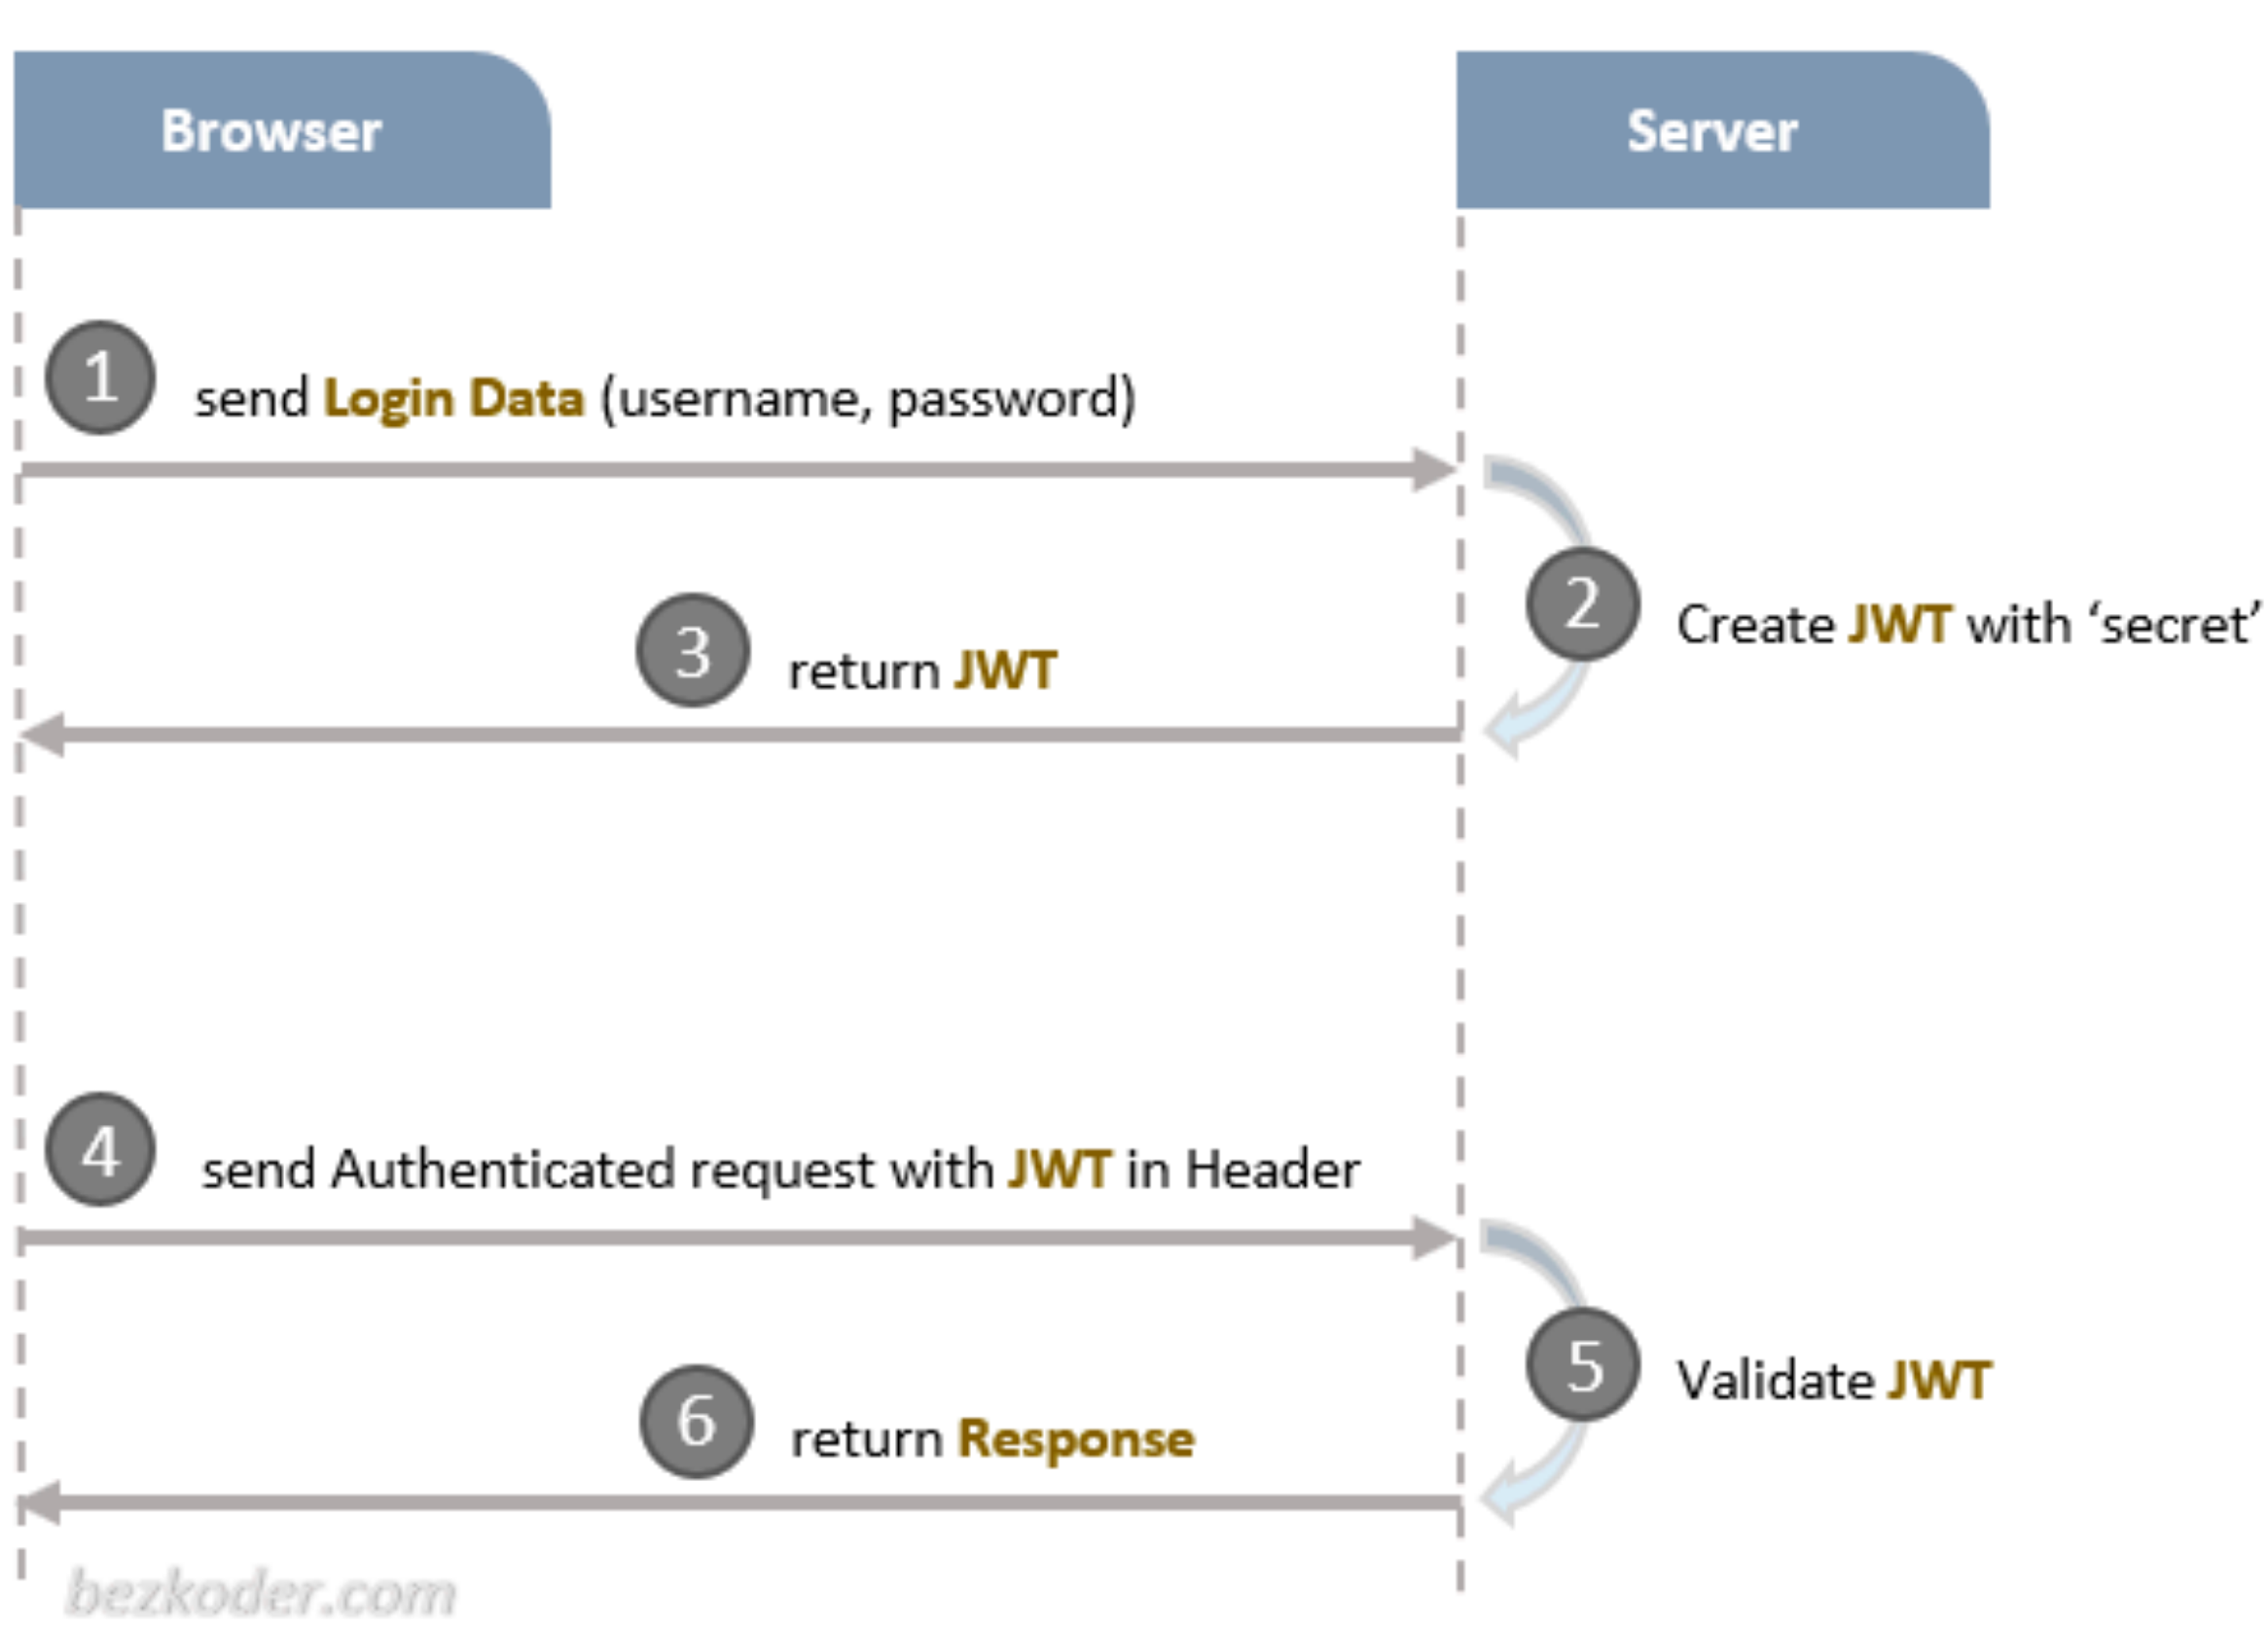 Browser
Server
1
send Login Data (username, password)
2
Create JWT with ‘secret’
3
return JWT
4
send Authenticated request with JWT in Header
5
Validate JWT
6
return Response
bezkoder.com